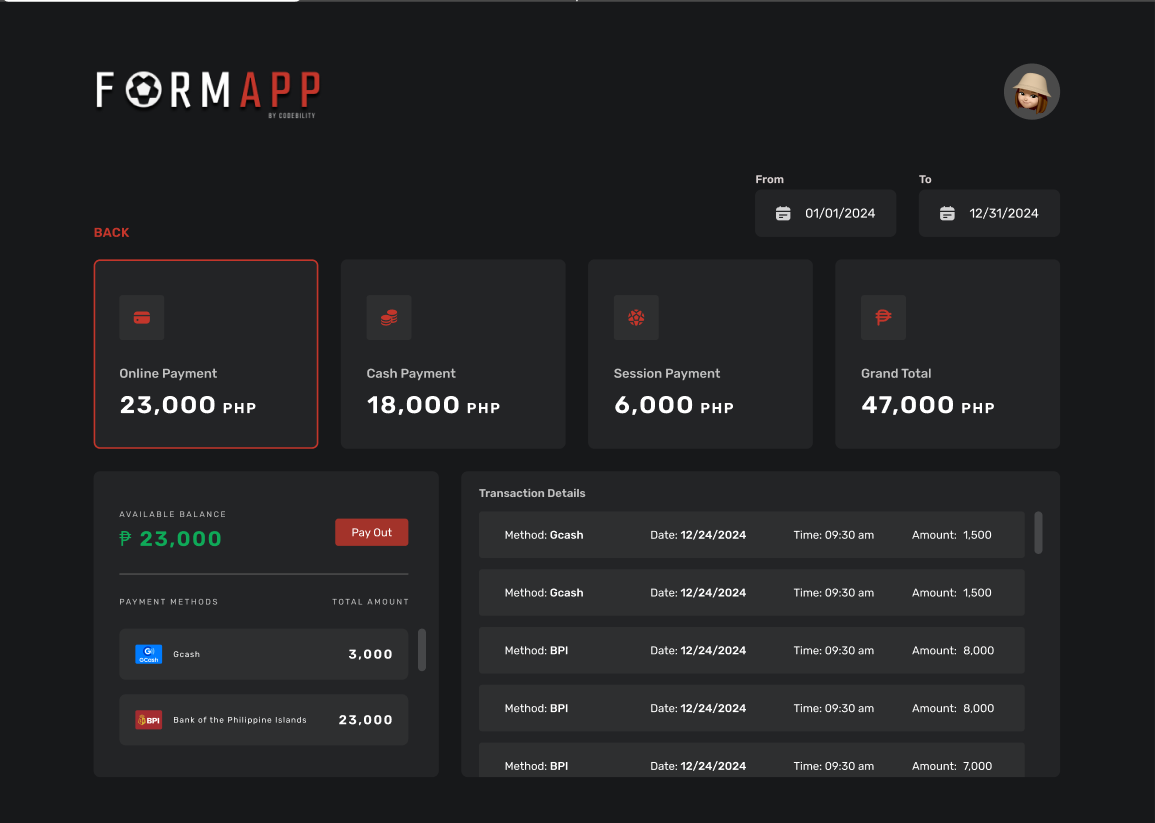 FORMAPP
BY CODEBILITY
From
To
01/01/2024
12/31/2024
BACK
Online Payment
23,000 PHP
Cash Payment
18,000 PHP
Session Payment
6,000 PHP
Grand Total
47,000 PHP
AVAILABLE BALANCE
₱ 23,000
Pay Out
PAYMENT METHODS
TOTAL AMOUNT
GCash
Gcash
3,000
BPI
Bank of the Philippine Islands
23,000
Transaction Details
Method: Gcash Date: 12/24/2024 Time: 09:30 am Amount: 1,500
Method: Gcash Date: 12/24/2024 Time: 09:30 am Amount: 1,500
Method: BPI Date: 12/24/2024 Time: 09:30 am Amount: 8,000
Method: BPI Date: 12/24/2024 Time: 09:30 am Amount: 8,000
Method: BPI Date: 12/24/2024 Time: 09:30 am Amount: 7,000